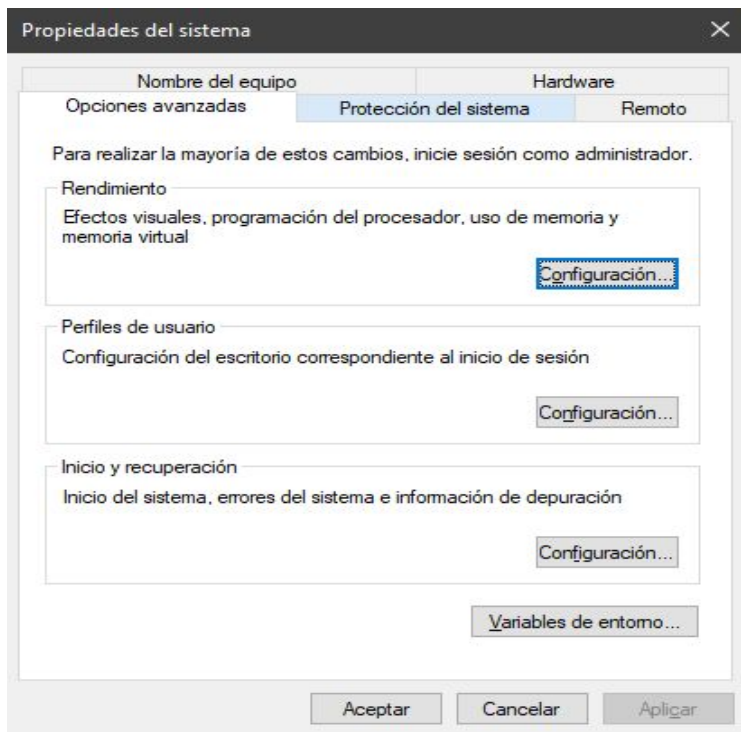 Propiedades del sistema
Nombre del equipo
Hardware
Opciones avanzadas
Protección del sistema
Remoto
Para realizar la mayoría de estos cambios, inicie sesión como administrador.
Rendimiento
Efectos visuales, programación del procesador, uso de memoria y
memoria virtual
Configuración...
Perfiles de usuario
Configuración del escritorio correspondiente al inicio de sesión
Configuración...
Inicio y recuperación
Inicio del sistema, errores del sistema e información de depuración
Configuración...
Variables de entorno...
Aceptar
Cancelar
Aplicar